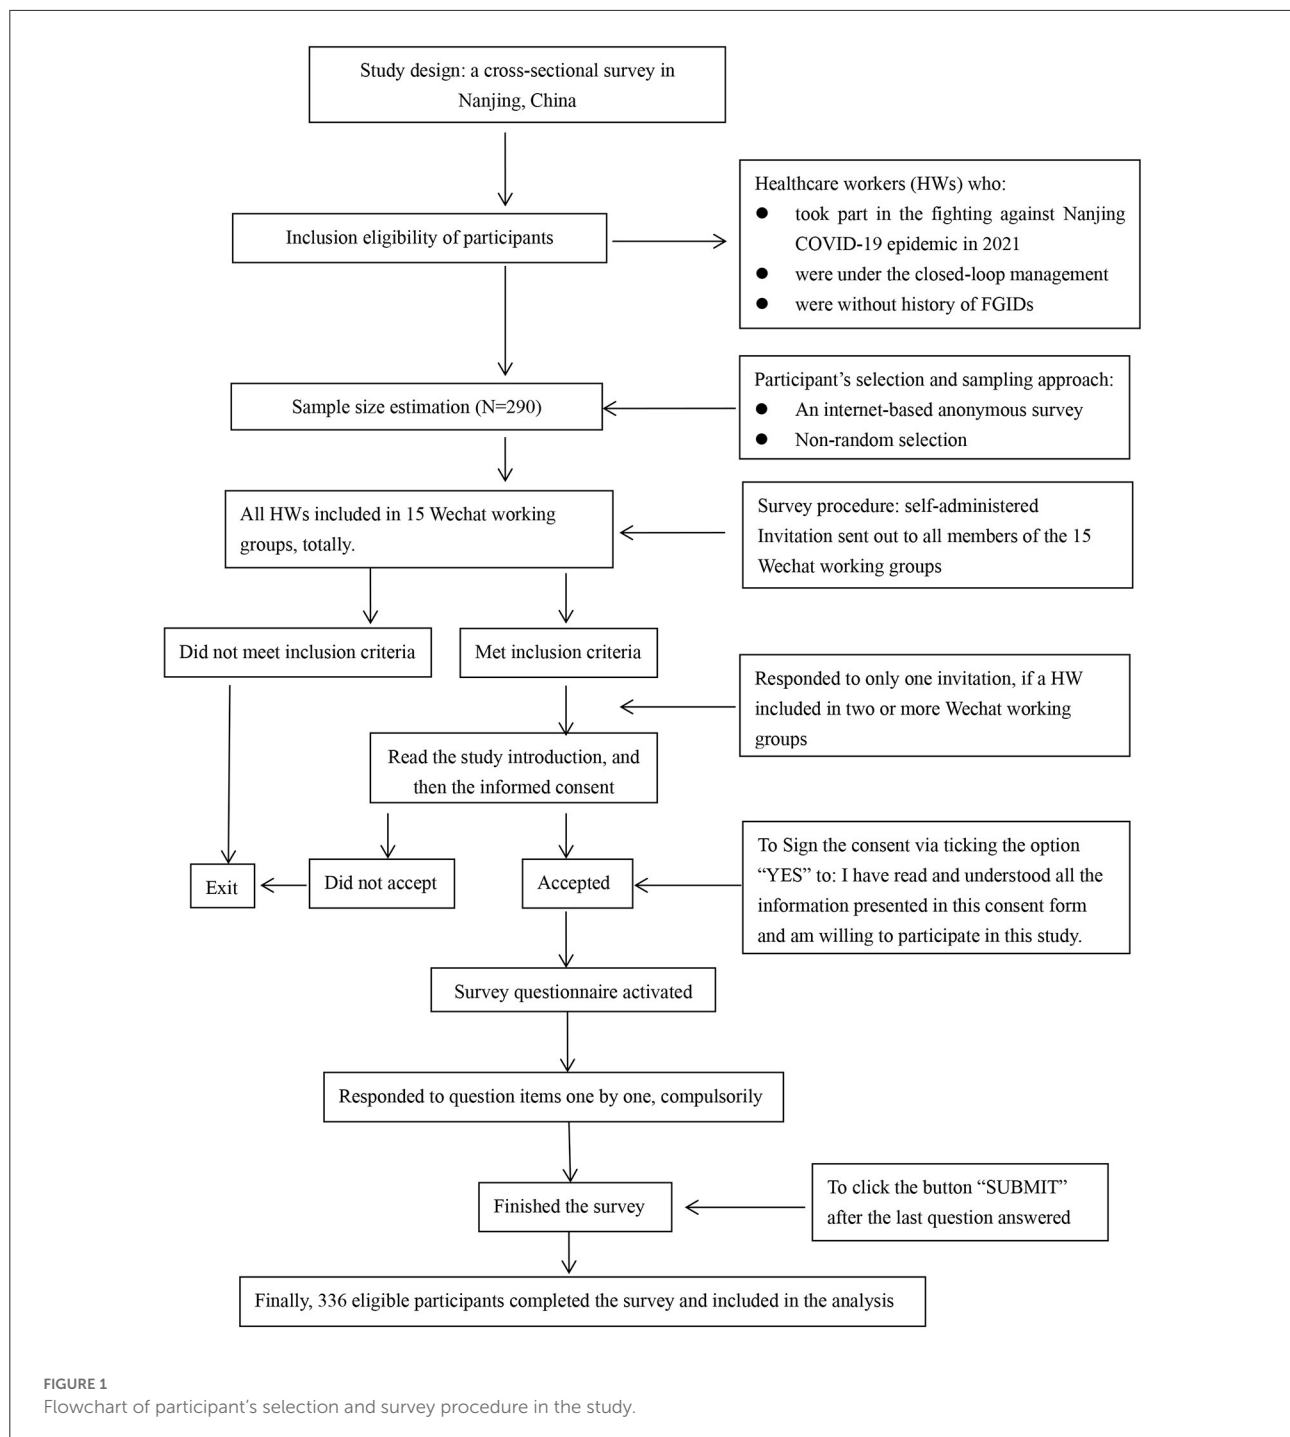 Study design: a cross-sectional survey in
Nanjing, China
Healthcare workers (HWs) who:
● took part in the fighting against Nanjing
COVID-19 epidemic in 2021
● were under the closed-loop management
● were without history of FGIDs
Inclusion eligibility of participants
Participant’s selection and sampling approach:
● An internet-based anonymous survey
● Non-random selection
Sample size estimation (N=290)
Survey procedure: self-administered
Invitation sent out to all members of the 15
Wechat working groups
All HWs included in 15 Wechat working
groups, totally.
Did not meet inclusion criteria
Met inclusion criteria
Responded to only one invitation, if a HW
included in two or more Wechat working
groups
Read the study introduction, and
then the informed consent
To Sign the consent via ticking the option
“YES” to: I have read and understood all the
information presented in this consent form
and am willing to participate in this study.
Exit
Did not accept
Accepted
Survey questionnaire activated
Responded to question items one by one, compulsorily
To click the button “SUBMIT”
after the last question answered
Finished the survey
Finally, 336 eligible participants completed the survey and included in the analysis
FIGURE 1
Flowchart of participant’s selection and survey procedure in the study.